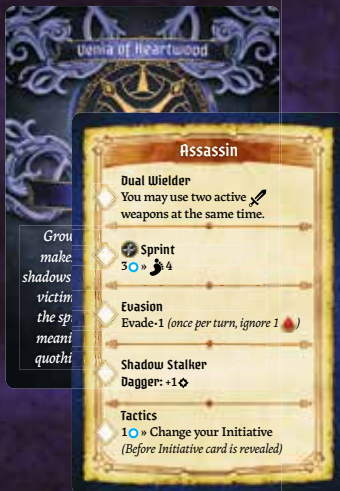 Venia of Heartwood
Assassin
Dual Wielder
You may use two active
weapons at the same time.
Sprint
3 » 4
Evasion
Evade•1 (once per turn, ignore 1 )
Shadow Stalker
Dagger: +1
Tactics
1 » Change your Initiative
(Before Initiative card is revealed)
Grow
make
shadows
victim
the sp
meani
quothi